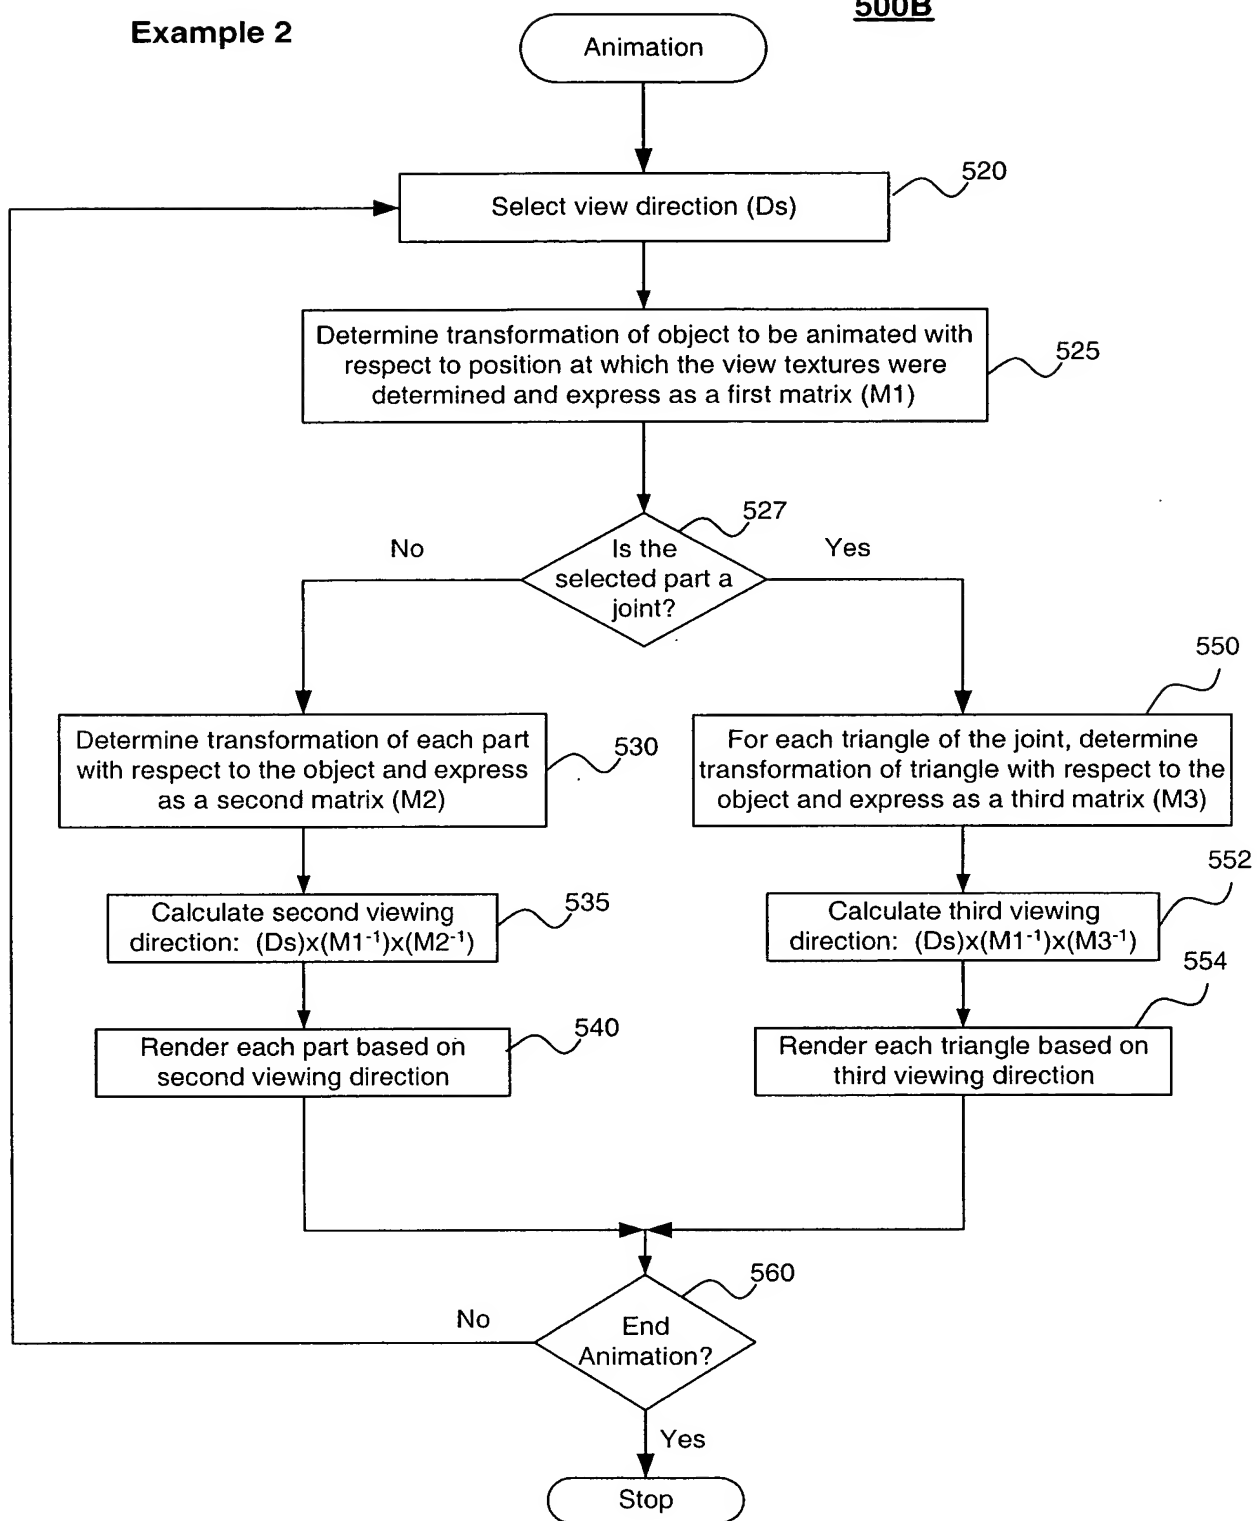 Example 2
500B
Animation
520
Select view direction (Ds)
Determine transformation of object to be animated with
respect to position at which the view textures were
determined and express as a first matrix (M1)
525
527
No
Yes
Is the
selected part a
joint?
550
Determine transformation of each part
with respect to the object and express
as a second matrix (M2)
530
For each triangle of the joint, determine
transformation of triangle with respect to the
object and express as a third matrix (M3)
552
Calculate second viewing
direction: (Ds)x(M1⁻¹)x(M2⁻¹)
535
Calculate third viewing
direction: (Ds)x(M1⁻¹)x(M3⁻¹)
554
Render each part based on
second viewing direction
540
Render each triangle based on
third viewing direction
560
No
End
Animation?
Yes
Stop